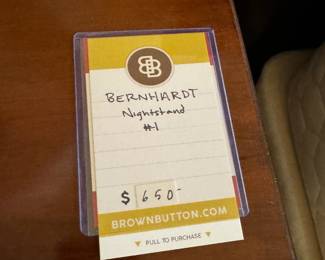 BB
BERNHARDT
Nightstand
#1
$ 650-
BROWNBUTTON.COM
▼ PULL TO PURCHASE ▼